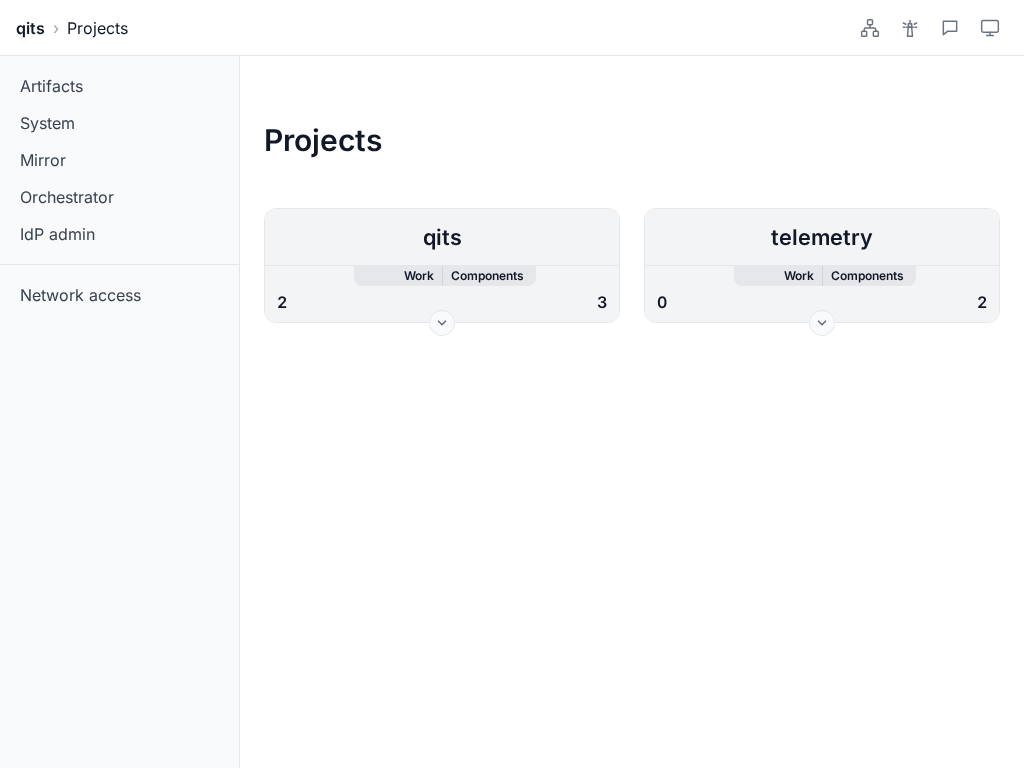 qits › Projects
Artifacts
System
Mirror
Orchestrator
IdP admin
Network access
Projects
qits
Work Components
2 3
telemetry
Work Components
0 2